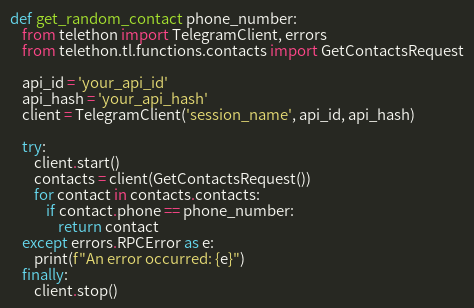 def get_random_contact phone_number:
from telethon import TelegramClient, errors
from telethon.tl.functions.contacts import GetContactsRequest
api_id = 'your_api_id'
api_hash = 'your_api_hash'
client = TelegramClient('session_name', api_id, api_hash)
try:
client.start()
contacts = client(GetContactsRequest())
for contact in contacts.contacts:
if contact.phone == phone_number:
return contact
except errors.RPCError as e:
print(f"An error occurred: {e}")
finally:
client.stop()